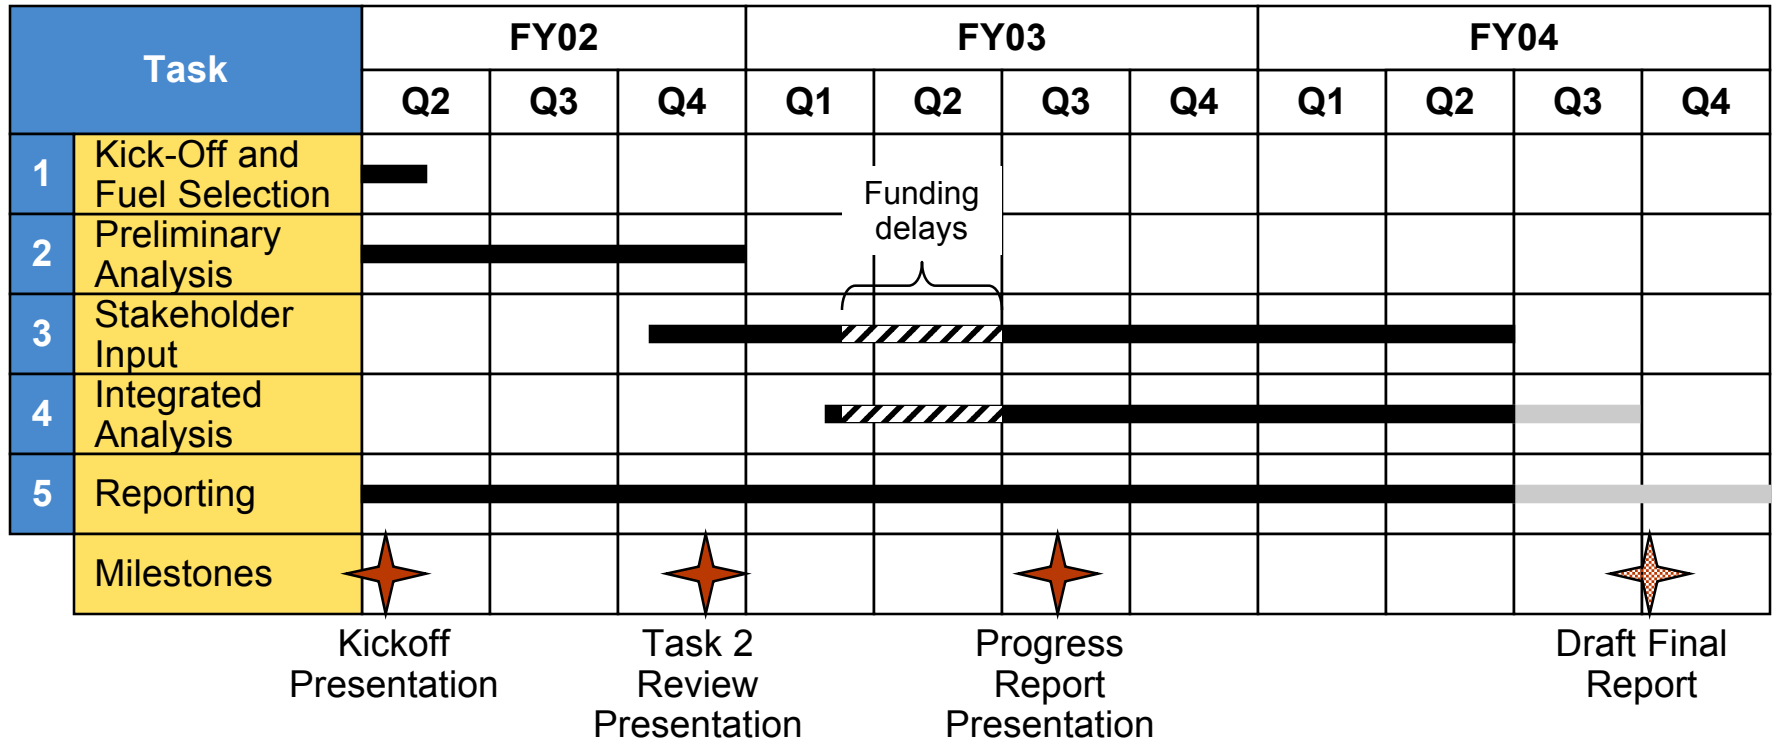 Task
FY02
FY03
FY04
Q2
Q3
Q4
Q1
Q2
Q3
Q4
Q1
Q2
Q3
Q4
1
Kick-Off and
Fuel Selection
Funding
delays
2
Preliminary
Analysis
3
Stakeholder
Input
4
Integrated
Analysis
5
Reporting
Milestones
Kickoff
Presentation
Task 2
Review
Presentation
Progress
Report
Presentation
Draft Final
Report